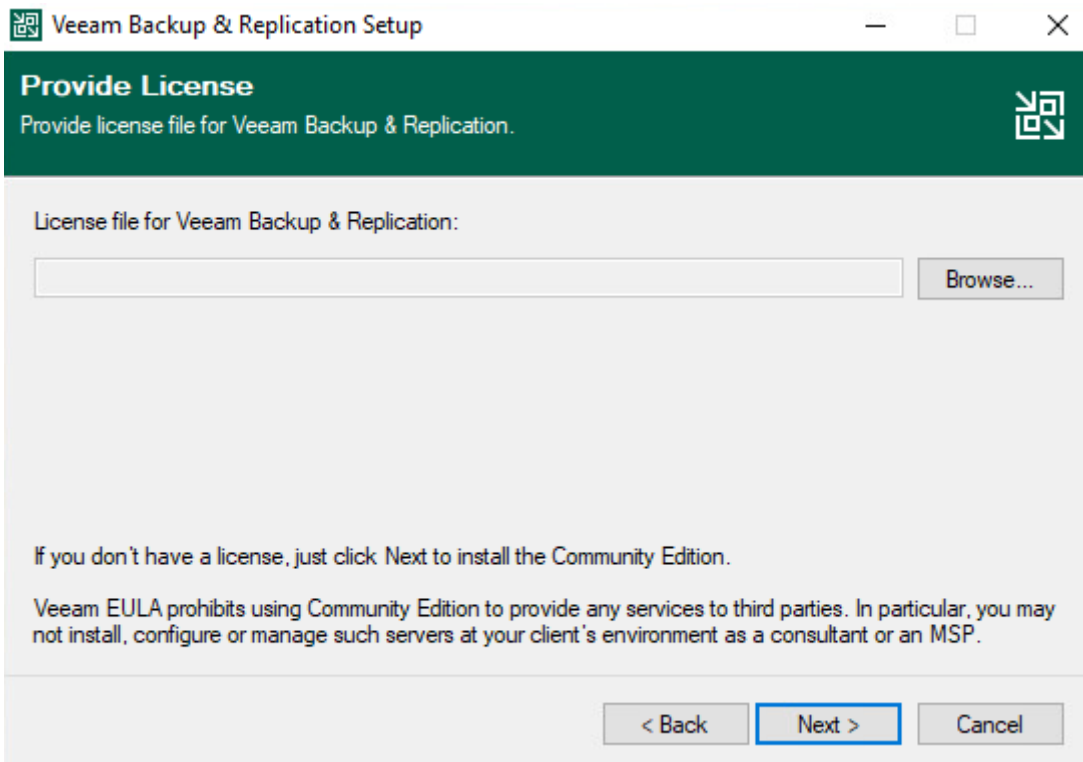 Veeam Backup & Replication Setup
Provide License
Provide license file for Veeam Backup & Replication.
License file for Veeam Backup & Replication:
Browse...
If you don't have a license, just click Next to install the Community Edition.
Veeam EULA prohibits using Community Edition to provide any services to third parties. In particular, you may
not install, configure or manage such servers at your client's environment as a consultant or an MSP.
< Back
Next >
Cancel